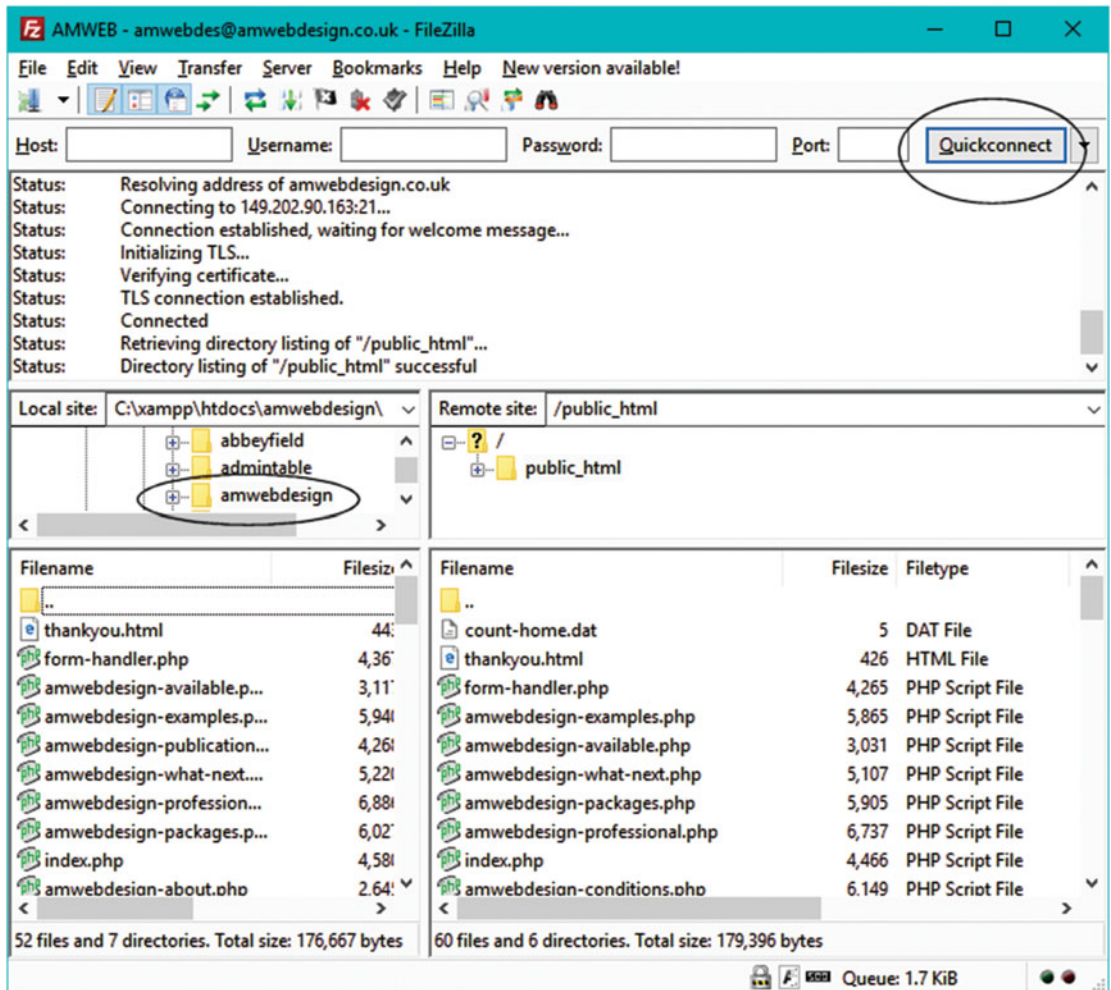 AMWEB - amwebdes@amwebdesign.co.uk - FileZilla
File Edit View Transfer Server Bookmarks Help New version available!
Host: Username: Password: Port: Quickconnect
Status: Resolving address of amwebdesign.co.uk
Status: Connecting to 149.202.90.163:21...
Status: Connection established, waiting for welcome message...
Status: Initializing TLS...
Status: Verifying certificate...
Status: TLS connection established.
Status: Connected
Status: Retrieving directory listing of "/public_html"...
Status: Directory listing of "/public_html" successful
Local site: C:\xampp\htdocs\amwebdesign\
abbeyfield
admintable
amwebdesign
Remote site: /public_html
? /
public_html
Filename Filesize
..
thankyou.html 443
form-handler.php 4,367
amwebdesign-available.p... 3,117
amwebdesign-examples.p... 5,940
amwebdesign-publication... 4,268
amwebdesign-what-next.... 5,220
amwebdesign-profession... 6,886
amwebdesign-packages.p... 6,027
index.php 4,580
amwebdesign-about.php 2,645
52 files and 7 directories. Total size: 176,667 bytes
Filename Filesize Filetype
..
count-home.dat 5 DAT File
thankyou.html 426 HTML File
form-handler.php 4,265 PHP Script File
amwebdesign-examples.php 5,865 PHP Script File
amwebdesign-available.php 3,031 PHP Script File
amwebdesign-what-next.php 5,107 PHP Script File
amwebdesign-packages.php 5,905 PHP Script File
amwebdesign-professional.php 6,737 PHP Script File
index.php 4,466 PHP Script File
amwebdesign-conditions.php 6,149 PHP Script File
60 files and 6 directories. Total size: 179,396 bytes
Queue: 1.7 KiB